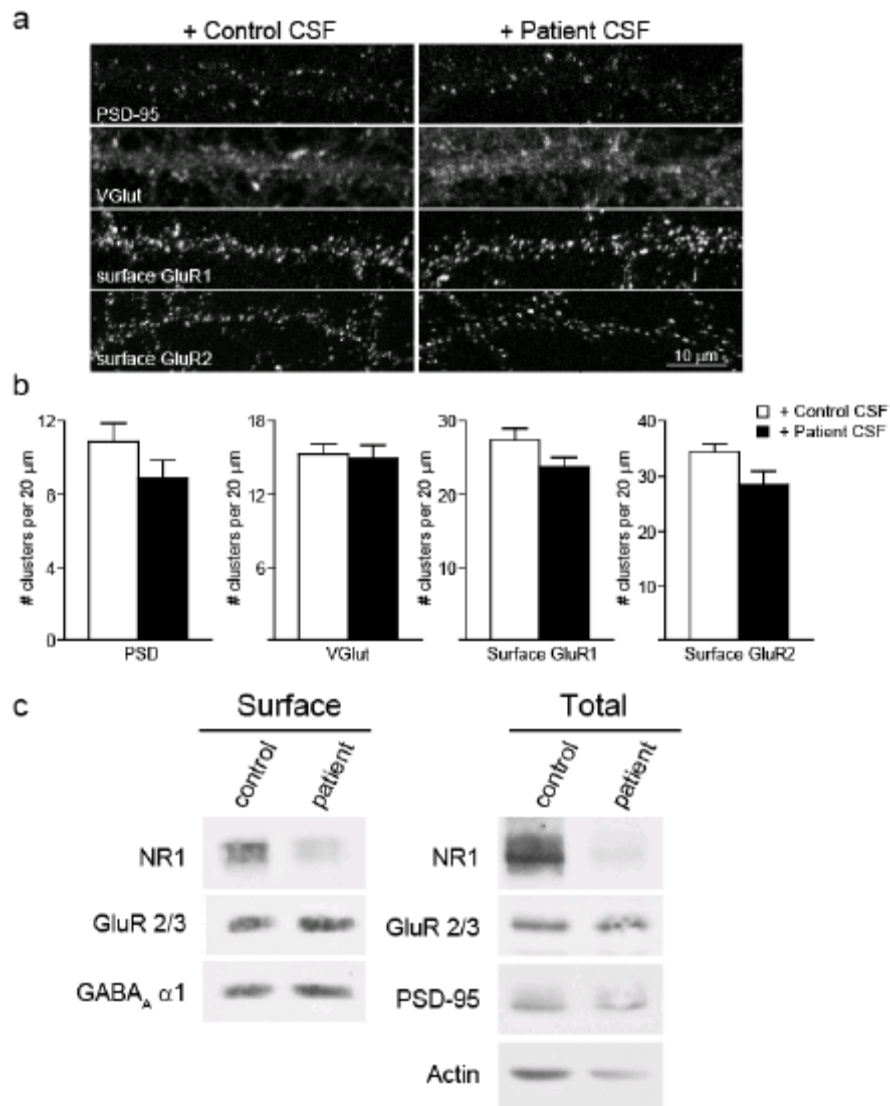 a
+ Control CSF + Patient CSF
PSD-95
VGlut
surface GluR1
surface GluR2
10 µm
b
+ Control CSF
+ Patient CSF
# clusters per 20 µm
12
8
4
0
PSD
# clusters per 20 µm
18
12
6
VGlut
# clusters per 20 µm
30
20
10
Surface GluR1
# clusters per 20 µm
40
30
20
10
Surface GluR2
c
Surface
control patient
NR1
GluR 2/3
GABA_A α1
Total
control patient
NR1
GluR 2/3
PSD-95
Actin